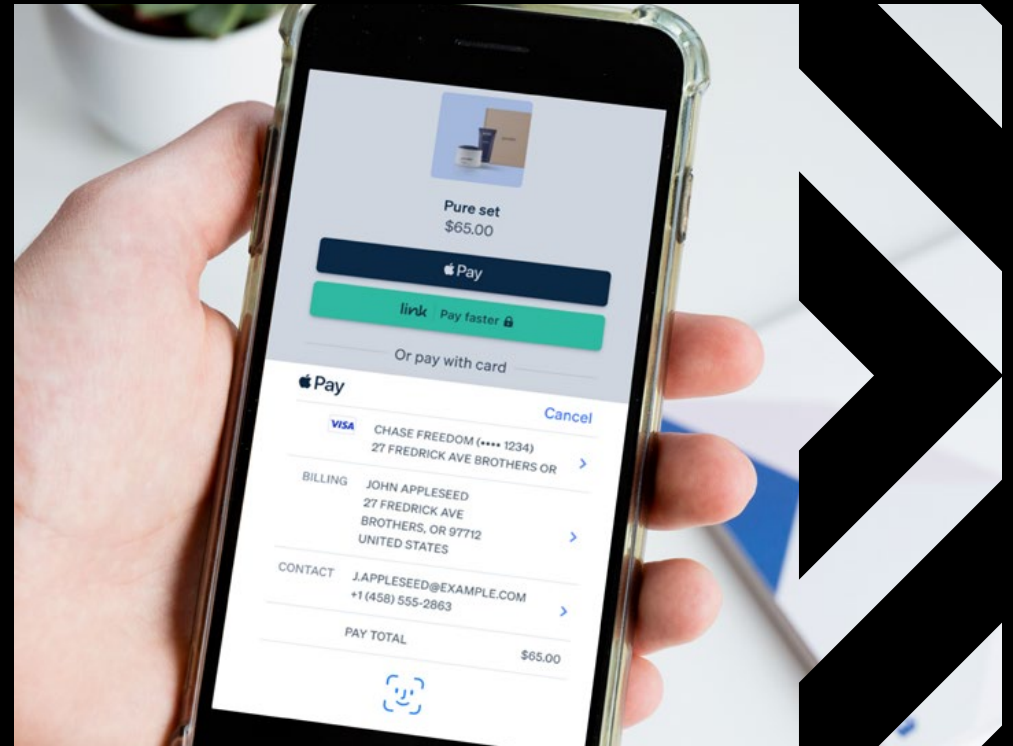 Pure set
$65.00
Pay
link Pay faster
Or pay with card
Pay
Cancel
VISA CHASE FREEDOM (•••• 1234)
27 FREDRICK AVE BROTHERS OR
BILLING JOHN APPLESEED
27 FREDRICK AVE
BROTHERS, OR 97712
UNITED STATES
CONTACT J.APPLESEED@EXAMPLE.COM
+1 (458) 555-2863
PAY TOTAL $65.00